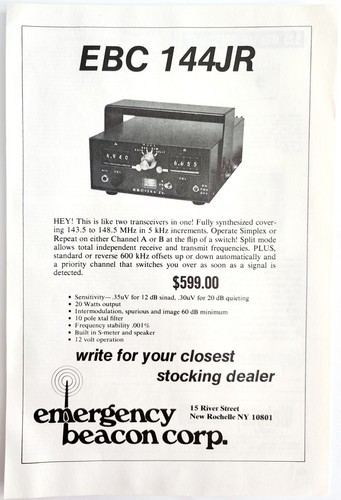 EBC 144JR
HEY! This is like two transceivers in one! Fully synthesized cover-
ing 143.5 to 148.5 MHz in 5 kHz increments. Operate Simplex or
Repeat on either Channel A or B at the flip of a switch! Split mode
allows total independent receive and transmit frequencies. PLUS,
standard or reverse 600 kHz offsets up or down automatically and
a priority channel that switches you over as soon as a signal is
detected.
$599.00
• Sensitivity—.35uV for 12 dB sinad, .30uV for 20 dB quieting
• 20 Watts output
• Intermodulation, spurious and image 60 dB minimum
• 10 pole xtal filter
• Frequency stability .001%
• Built in S-meter and speaker
• 12 volt operation
write for your closest
stocking dealer
emergency
beacon corp.
15 River Street
New Rochelle NY 10801